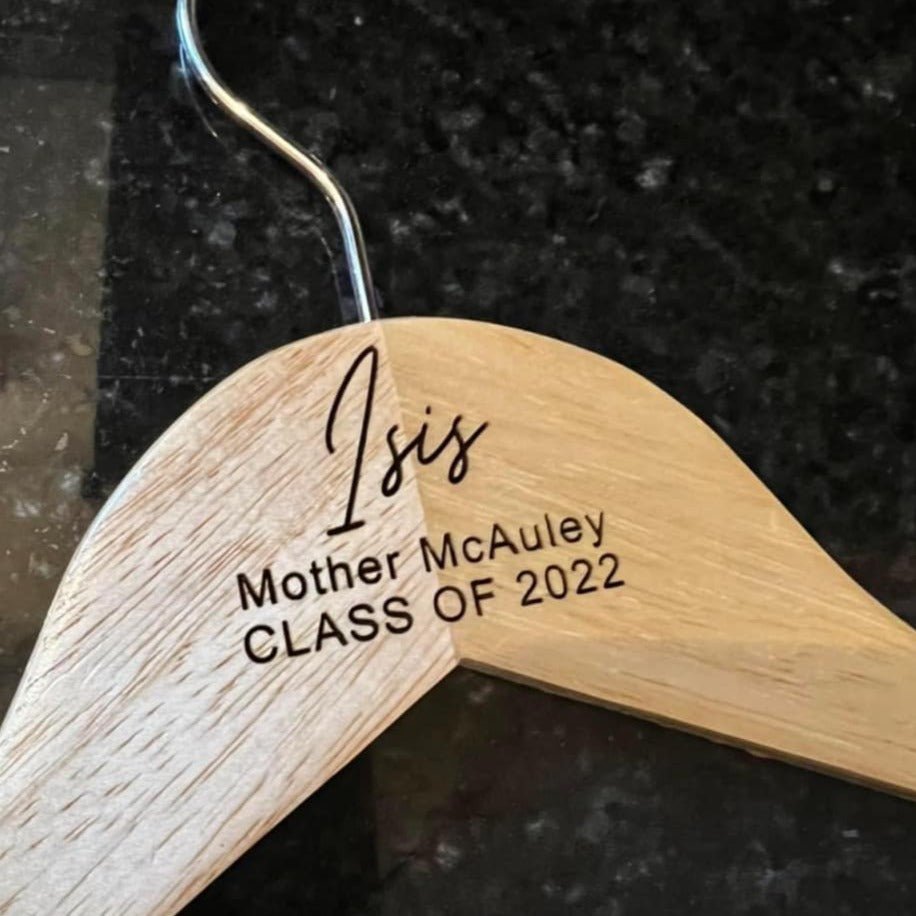 Isis
Mother McAuley
CLASS OF 2022